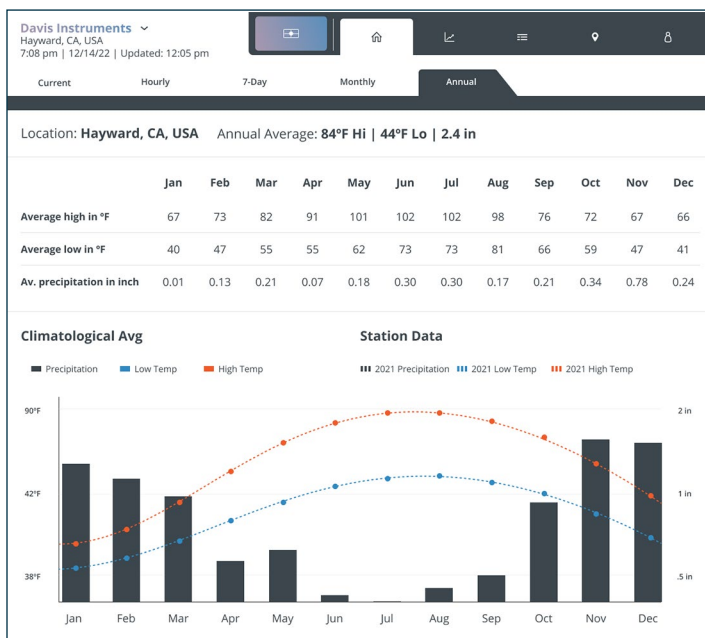 Davis Instruments
Hayward, CA, USA
7:08 pm | 12/14/22 | Updated: 12:05 pm
Current Hourly 7-Day Monthly Annual
Location: Hayward, CA, USA Annual Average: 84°F Hi | 44°F Lo | 2.4 in
Jan Feb Mar Apr May Jun Jul Aug Sep Oct Nov Dec
Average high in ºF 67 73 82 91 101 102 102 98 76 72 67 66
Average low in ºF 40 47 55 55 62 73 73 81 66 59 47 41
Av. precipitation in inch 0.01 0.13 0.21 0.07 0.18 0.30 0.30 0.17 0.21 0.34 0.78 0.24
Climatological Avg Station Data
Precipitation Low Temp High Temp 2021 Precipitation 2021 Low Temp 2021 High Temp
90°F 2 in
42°F 1 in
38°F .5 in
Jan Feb Mar Apr May Jun Jul Aug Sep Oct Nov Dec